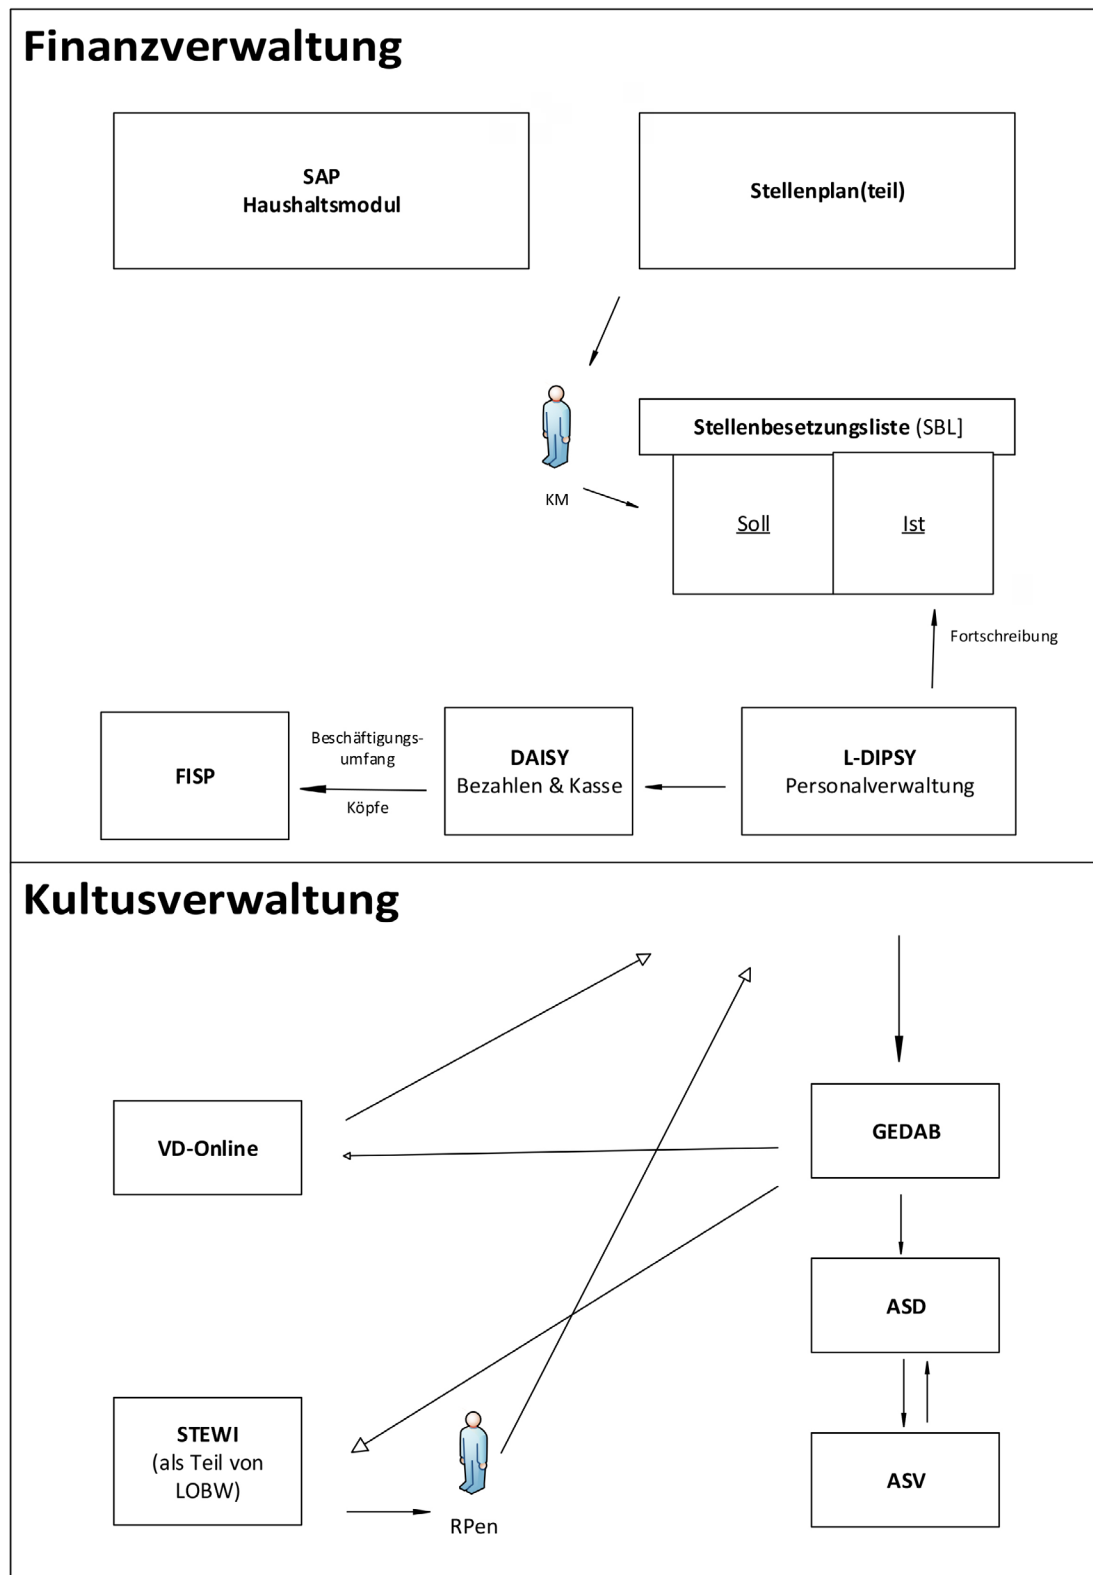 Finanzverwaltung
SAP
Haushaltsmodul
Stellenplan(teil)
KM
Stellenbesetzungsliste (SBL]
Soll
Ist
Fortschreibung
FISP
Beschäftigungs-
umfang
Köpfe
DAISY
Bezahlen & Kasse
L-DIPSY
Personalverwaltung
Kultusverwaltung
VD-Online
GEDAB
ASD
STEWI
(als Teil von
LOBW)
RPen
ASV